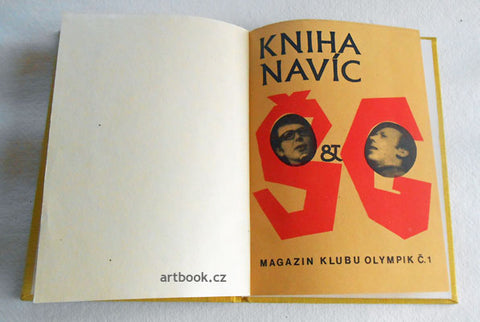 KNIHA
NAVÍC
Š & G
MAGAZIN KLUBU OLYMPIK Č.1
artbook.cz